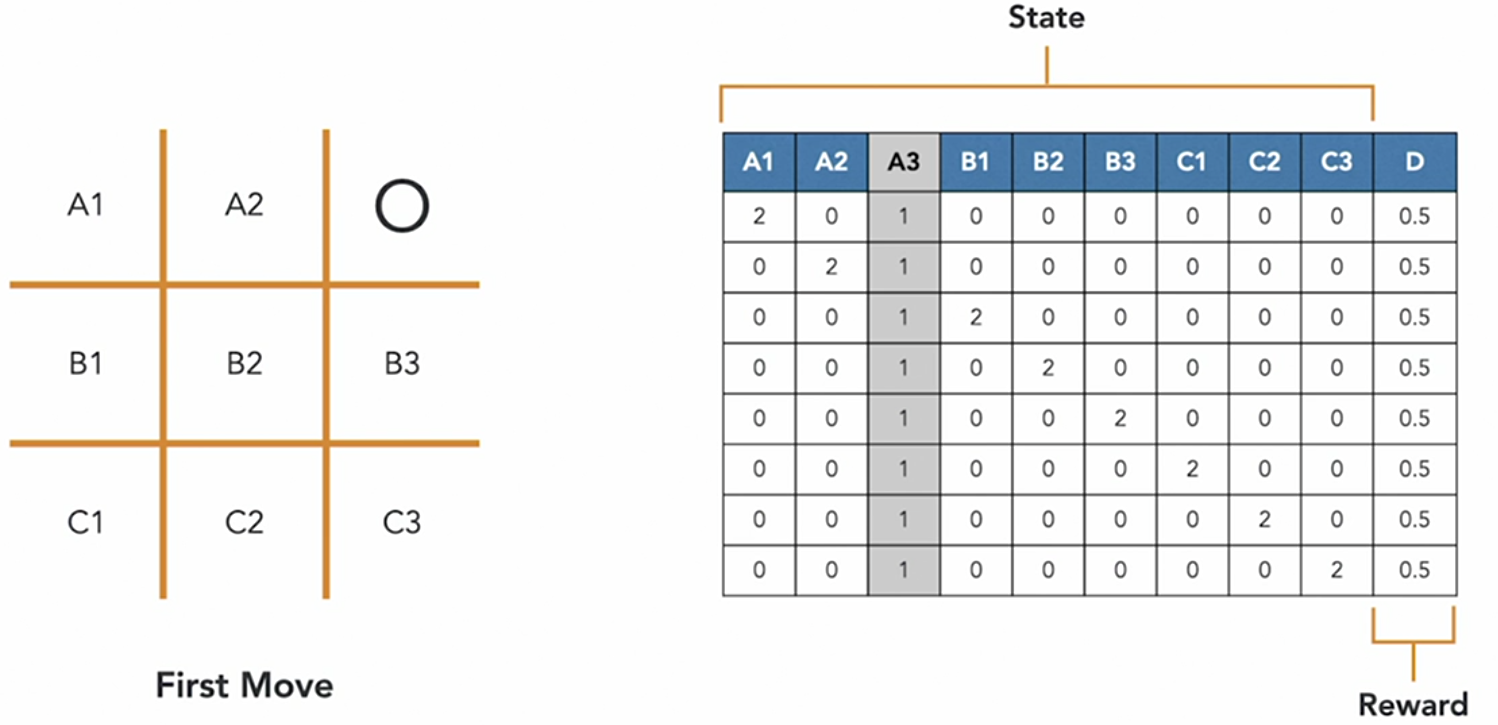 State
A1 A2
B1 B2 B3
C1 C2 C3
First Move
A1 A2 A3 B1 B2 B3 C1 C2 C3 D
2 0 1 0 0 0 0 0 0 0.5
0 2 1 0 0 0 0 0 0 0.5
0 0 1 2 0 0 0 0 0 0.5
0 0 1 0 2 0 0 0 0 0.5
0 0 1 0 0 2 0 0 0 0.5
0 0 1 0 0 0 2 0 0 0.5
0 0 1 0 0 0 0 2 0 0.5
0 0 1 0 0 0 0 0 2 0.5
Reward